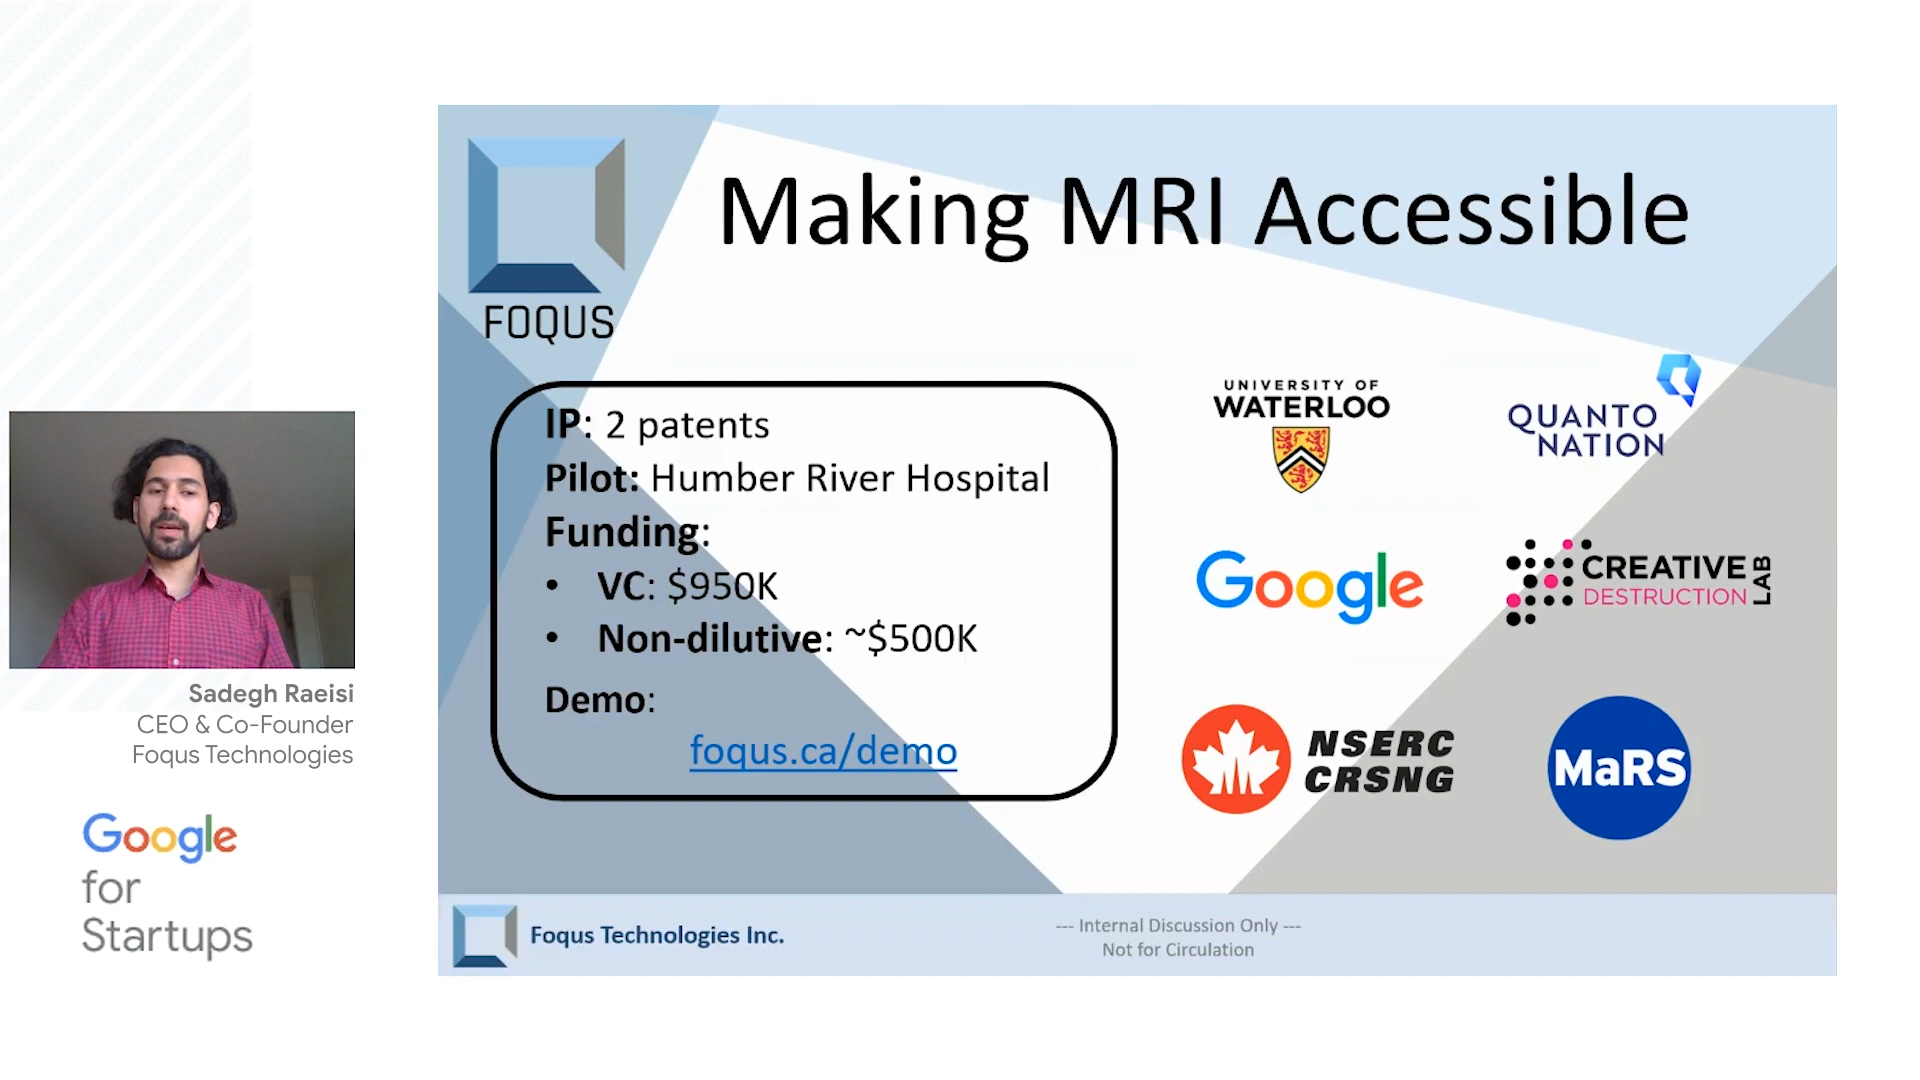 FOQUS
Making MRI Accessible
IP: 2 patents
Pilot: Humber River Hospital
Funding:
• VC: $950K
• Non-dilutive: ~$500K
Demo:
foqus.ca/demo
UNIVERSITY OF
WATERLOO
QUANTO
NATION
Google
CREATIVE
DESTRUCTION
LAB
NSERC
CRSNG
MaRS
Foqus Technologies Inc.
--- Internal Discussion Only ---
Not for Circulation
Sadegh Raeisi
CEO & Co-Founder
Foqus Technologies
Google
for
Startups